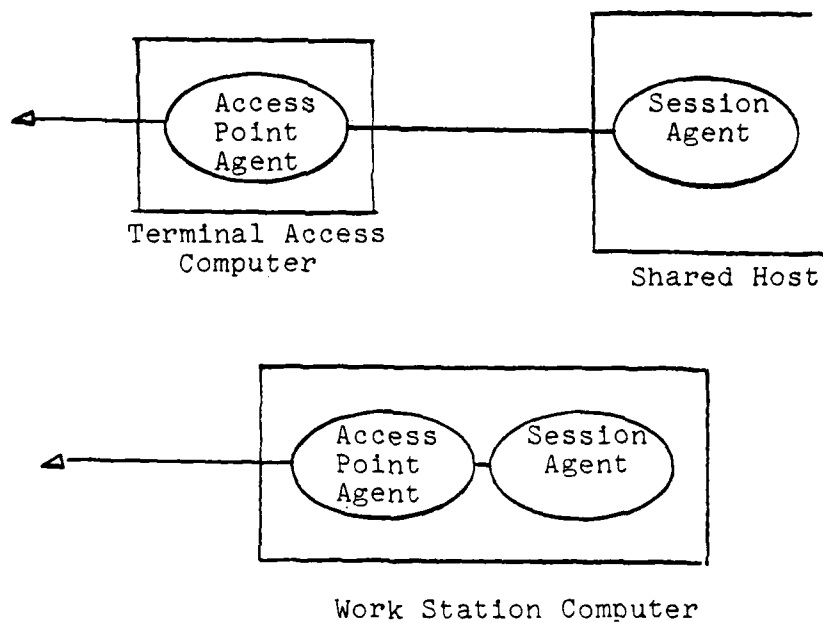 Access
Point
Agent
Session
Agent
Terminal Access
Computer
Shared Host
Access
Point
Agent
Session
Agent
Work Station Computer